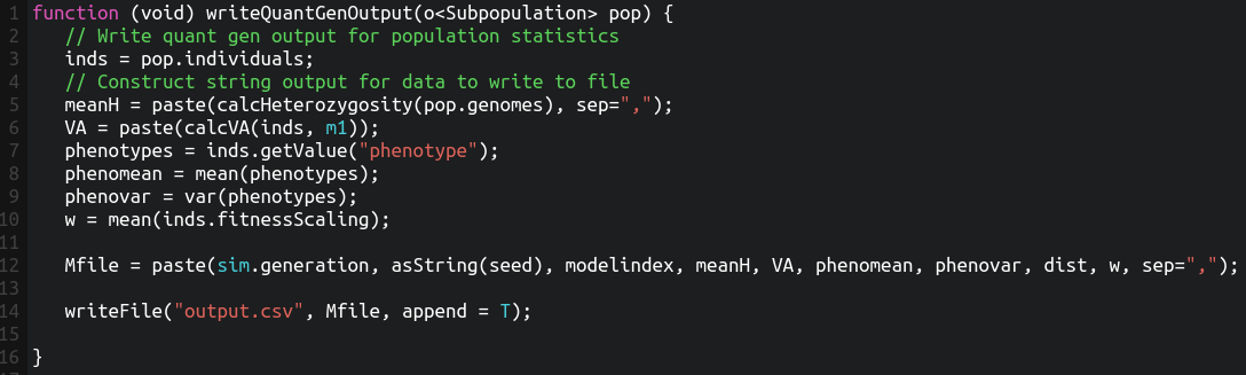 1 function (void) writeQuantGenOutput(o<Subpopulation> pop) {
2 // Write quant gen output for population statistics
3 inds = pop.individuals;
4 // Construct string output for data to write to file
5 meanH = paste(calcHeterozygosity(pop.genomes), sep=",");
6 VA = paste(calcVA(inds, m1));
7 phenotypes = inds.getValue("phenotype");
8 phenomean = mean(phenotypes);
9 phenovar = var(phenotypes);
10 w = mean(inds.fitnessScaling);
11
12 Mfile = paste(sim.generation, asString(seed), modelindex, meanH, VA, phenomean, phenovar, dist, w, sep=",");
13
14 writeFile("output.csv", Mfile, append = T);
15
16 }